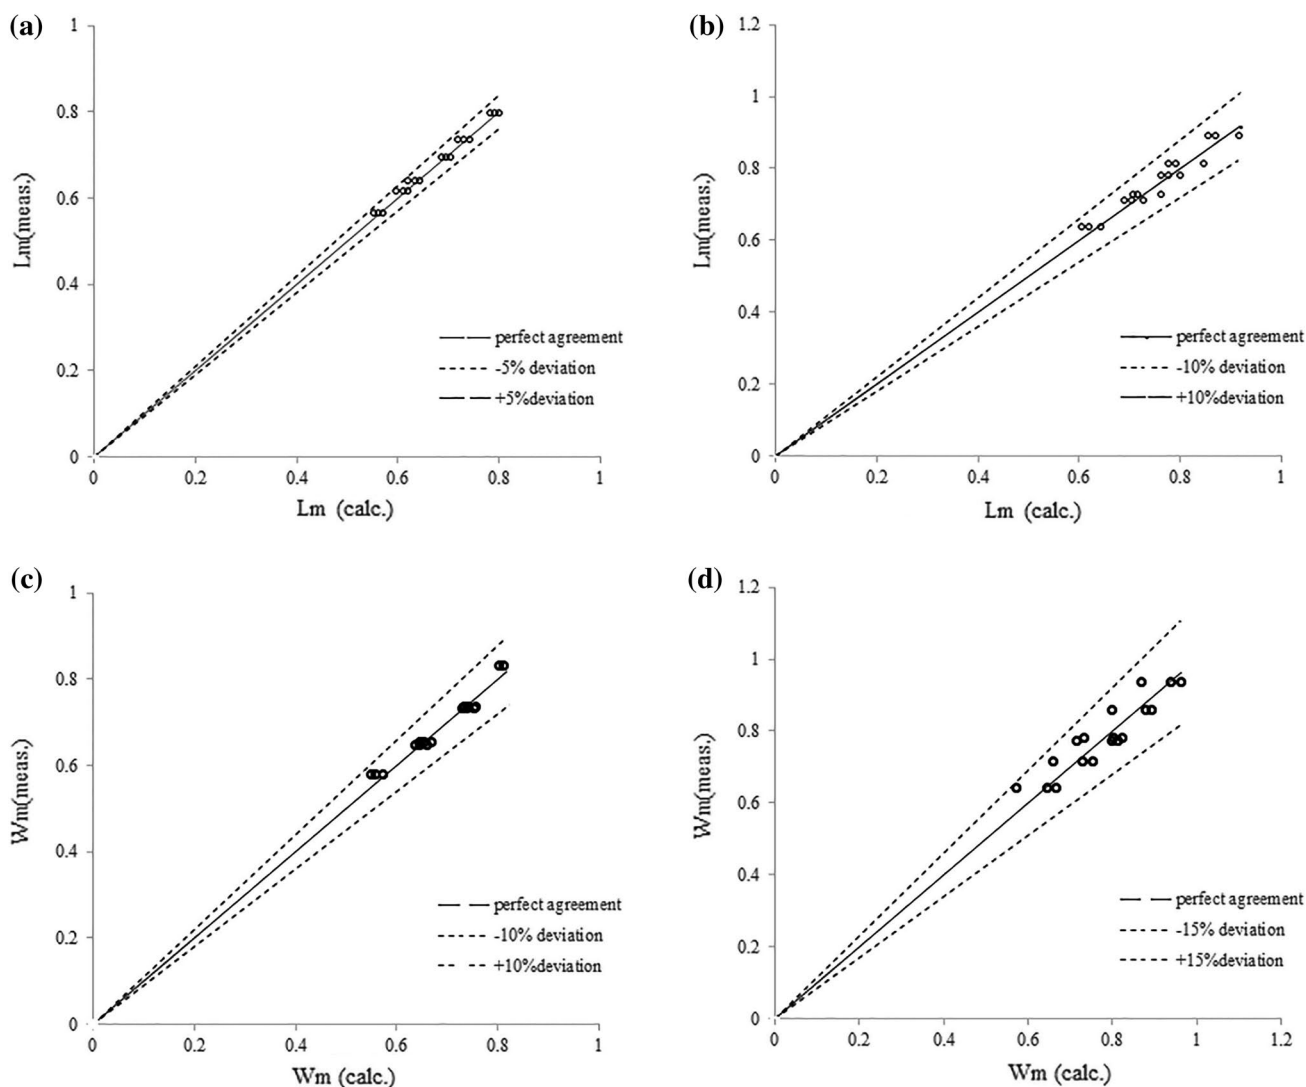 (a)
1
0.8
0.6
0.4
0.2
0
Lm(meas.)
perfect agreement
-5% deviation
+5%deviation
0 0.2 0.4 0.6 0.8 1
Lm (calc.)
(b)
1.2
1
0.8
0.6
0.4
0.2
0
Lm(meas.)
perfect agreement
-10% deviation
+10%deviation
0 0.2 0.4 0.6 0.8 1
Lm (calc.)
(c)
1
0.8
0.6
0.4
0.2
0
Wm(meas.)
perfect agreement
-10% deviation
+10%deviation
0 0.2 0.4 0.6 0.8 1
Wm (calc.)
(d)
1.2
1
0.8
0.6
0.4
0.2
0
Wm(meas.)
perfect agreement
-15% deviation
+15%deviation
0 0.2 0.4 0.6 0.8 1 1.2
Wm (calc.)